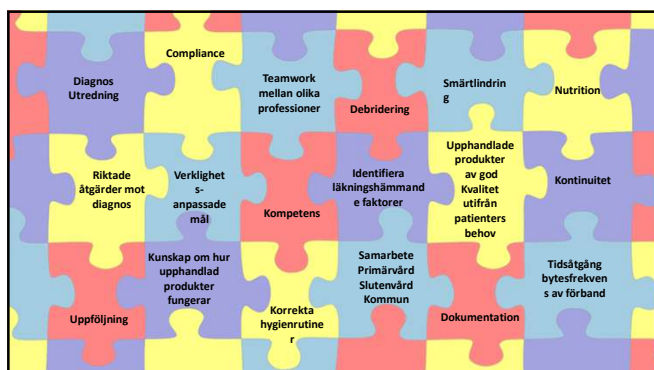 Diagnos
Utredning
Compliance
Teamwork
mellan olika
professioner
Debridering
Smärtlindrin
g
Nutrition
Riktade
åtgärder mot
diagnos
Verklighet
s-
anpassade
mål
Kompetens
Identifiera
läkningshämmand
e faktorer
Upphandlade
produkter
av god
Kvalitet
utifrån
patienters
behov
Kontinuitet
Uppföljning
Kunskap om hur
upphandlad
produkter
fungerar
Korrekta
hygienrutine
r
Samarbete
Primärvård
Slutenvård
Kommun
Dokumentation
Tidsåtgång
bytesfrekven
s av förband